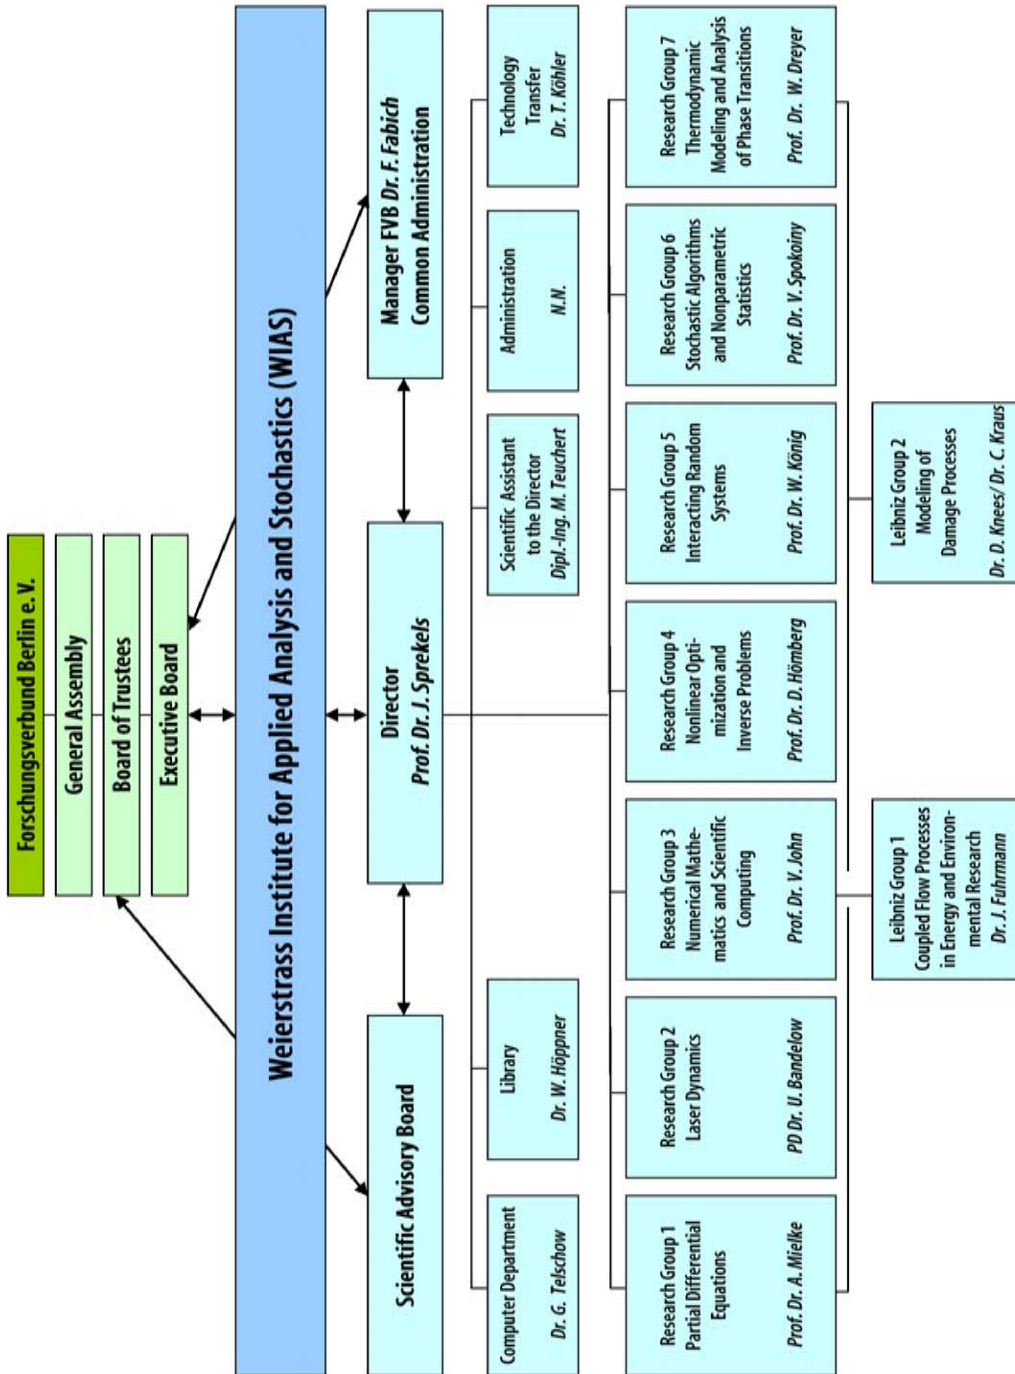 Forschungsverbund Berlin e. V.
General Assembly
Board of Trustees
Executive Board
Weierstrass Institute for Applied Analysis and Stochastics (WIAS)
Scientific Advisory Board
Director
Prof. Dr. J. Sprekels
Manager FVB Dr. F. Fabich
Common Administration
Computer Department
Dr. G. Telschow
Library
Dr. W. Höppner
Scientific Assistant
to the Director
Dipl.-Ing. M. Teuchert
Administration
N.N.
Technology
Transfer
Dr. T. Köhler
Research Group 1
Partial Differential
Equations
Prof. Dr. A. Mielke
Research Group 2
Laser Dynamics
PD Dr. U. Bandelow
Research Group 3
Numerical Mathe-
matics and Scientific
Computing
Prof. Dr. V. John
Research Group 4
Nonlinear Opti-
mization and
Inverse Problems
Prof. Dr. D. Hömberg
Research Group 5
Interacting Random
Systems
Prof. Dr. W. König
Research Group 6
Stochastic Algorithms
and Nonparametric
Statistics
Prof. Dr. V. Spokoiny
Research Group 7
Thermodynamic
Modeling and Analysis
of Phase Transitions
Prof. Dr. W. Dreyer
Leibniz Group 1
Coupled Flow Processes
in Energy and Environ-
mental Research
Dr. J. Fuhrmann
Leibniz Group 2
Modeling of
Damage Processes
Dr. D. Knees/ Dr. C. Kraus